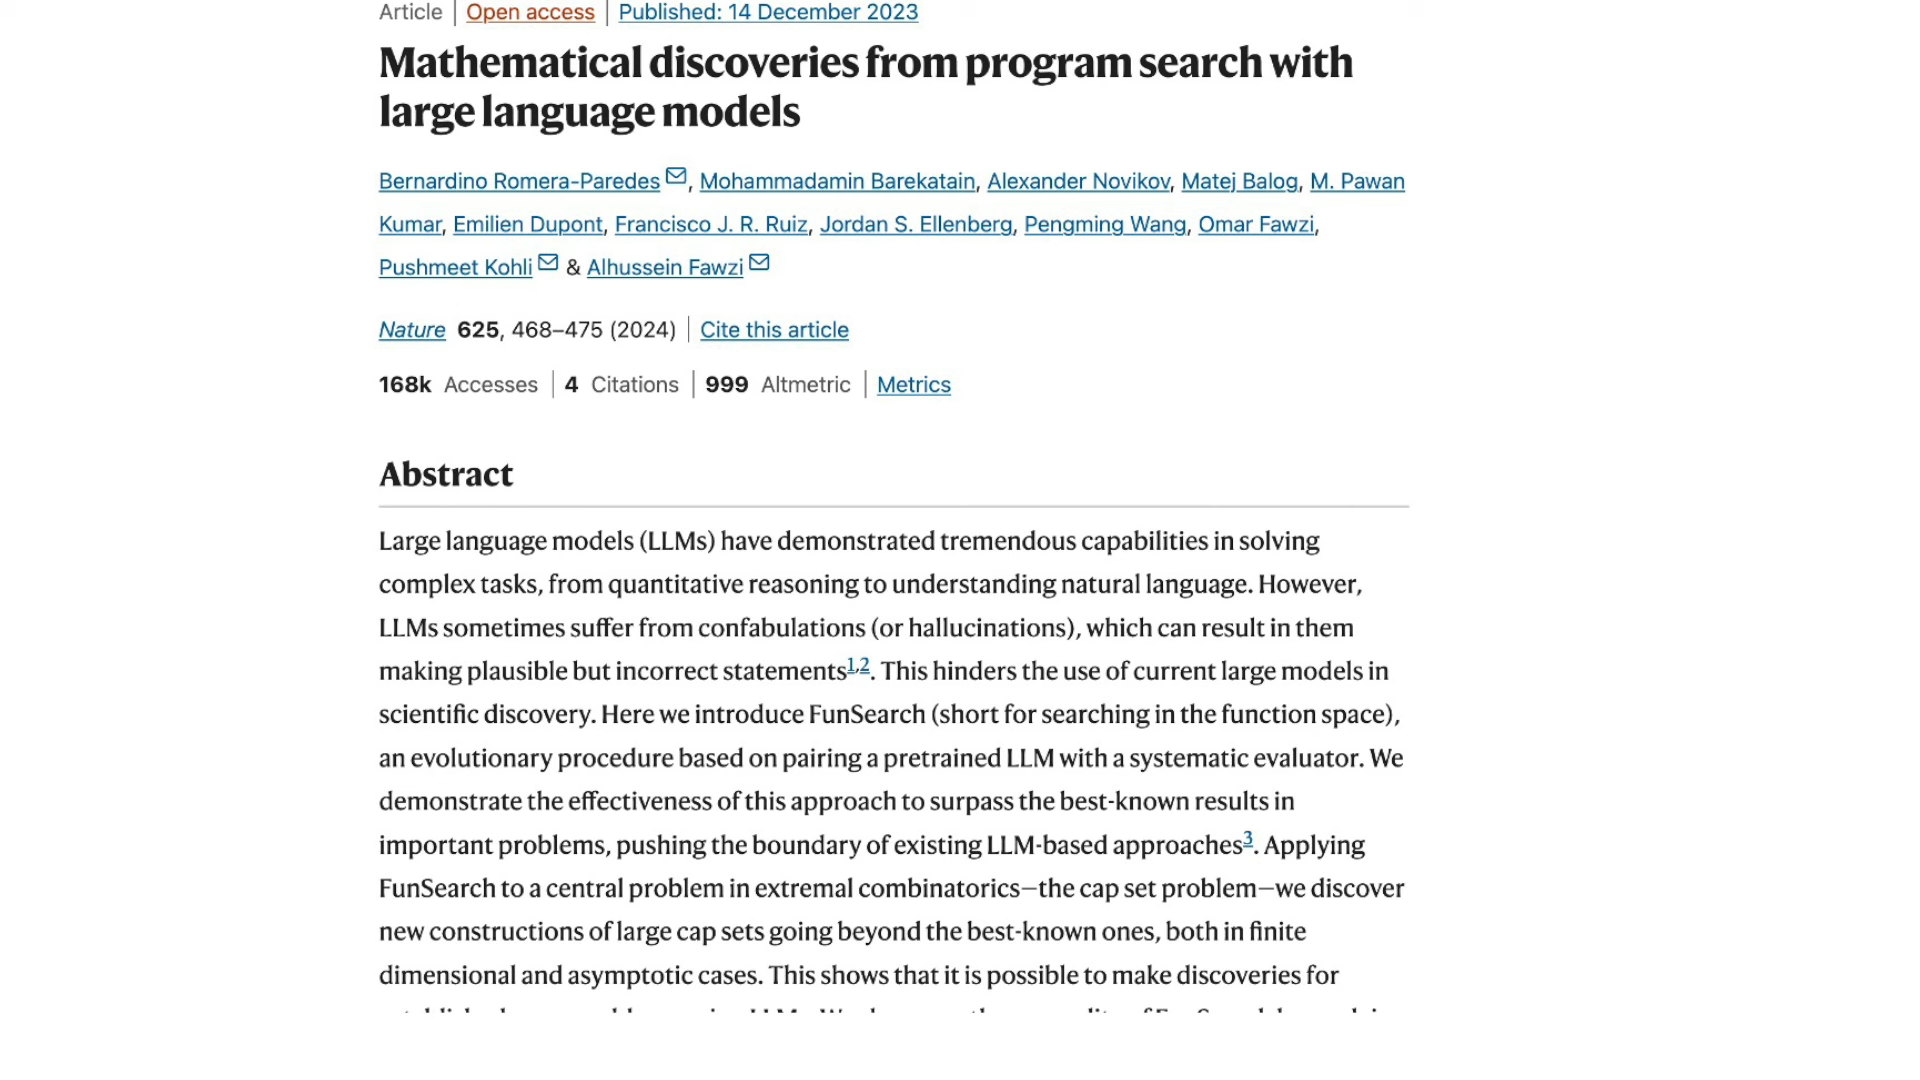 Article | Open access | Published: 14 December 2023
Mathematical discoveries from program search with
large language models
Bernardino Romera-Paredes, Mohammadamin Barekatain, Alexander Novikov, Matej Balog, M. Pawan
Kumar, Emilien Dupont, Francisco J. R. Ruiz, Jordan S. Ellenberg, Pengming Wang, Omar Fawzi,
Pushmeet Kohli & Alhussein Fawzi
Nature 625, 468–475 (2024) | Cite this article
168k Accesses | 4 Citations | 999 Altmetric | Metrics
Abstract
Large language models (LLMs) have demonstrated tremendous capabilities in solving
complex tasks, from quantitative reasoning to understanding natural language. However,
LLMs sometimes suffer from confabulations (or hallucinations), which can result in them
making plausible but incorrect statements1,2. This hinders the use of current large models in
scientific discovery. Here we introduce FunSearch (short for searching in the function space),
an evolutionary procedure based on pairing a pretrained LLM with a systematic evaluator. We
demonstrate the effectiveness of this approach to surpass the best-known results in
important problems, pushing the boundary of existing LLM-based approaches3. Applying
FunSearch to a central problem in extremal combinatorics—the cap set problem—we discover
new constructions of large cap sets going beyond the best-known ones, both in finite
dimensional and asymptotic cases. This shows that it is possible to make discoveries for